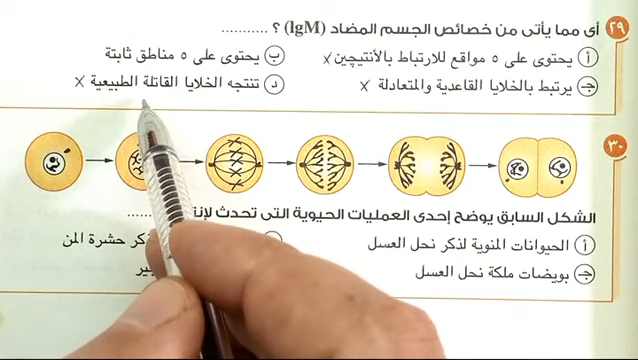 ٢٩ أى مما يأتى من خصائص الجسم المضاد (IgM) ؟ ...........
أ يحتوى على ٥ مواقع للارتباط بالأنتيچين x ب يحتوى على ٥ مناطق ثابتة
ج يرتبط بالخلايا القاعدية والمتعادلة x د تنتجه الخلايا القاتلة الطبيعية x
٣٠
الشكل السابق يوضح إحدى العمليات الحيوية التى تحدث ...........
أ الحيوانات المنوية لذكر نحل العسل ذكر حشرة المن
ج بويضات ملكة نحل العسل